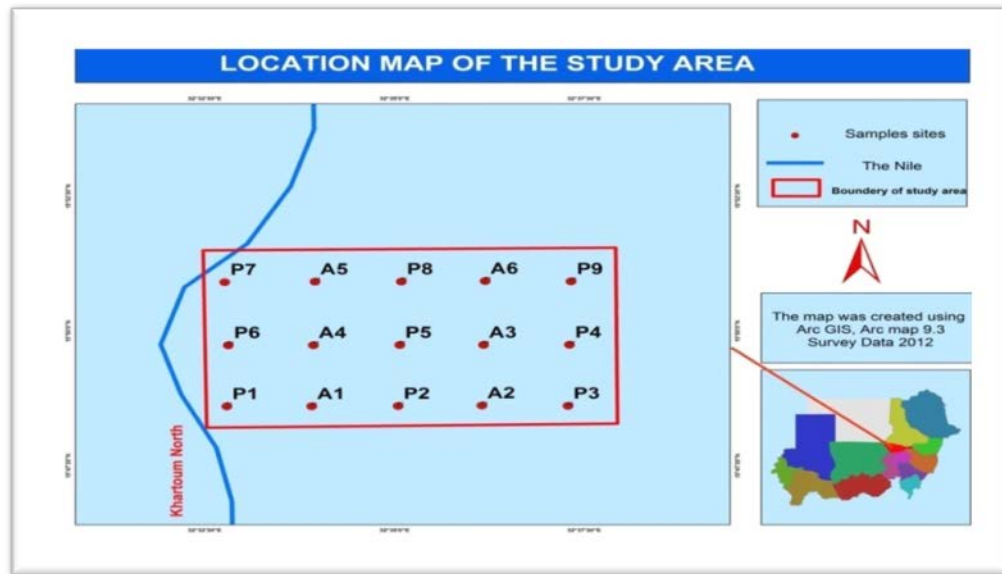 LOCATION MAP OF THE STUDY AREA
Samples sites
The Nile
Boundery of study area
N
P7 A5 P8 A6 P9
P6 A4 P5 A3 P4
P1 A1 P2 A2 P3
Khartoum North
The map was created using
Arc GIS, Arc map 9.3
Survey Data 2012